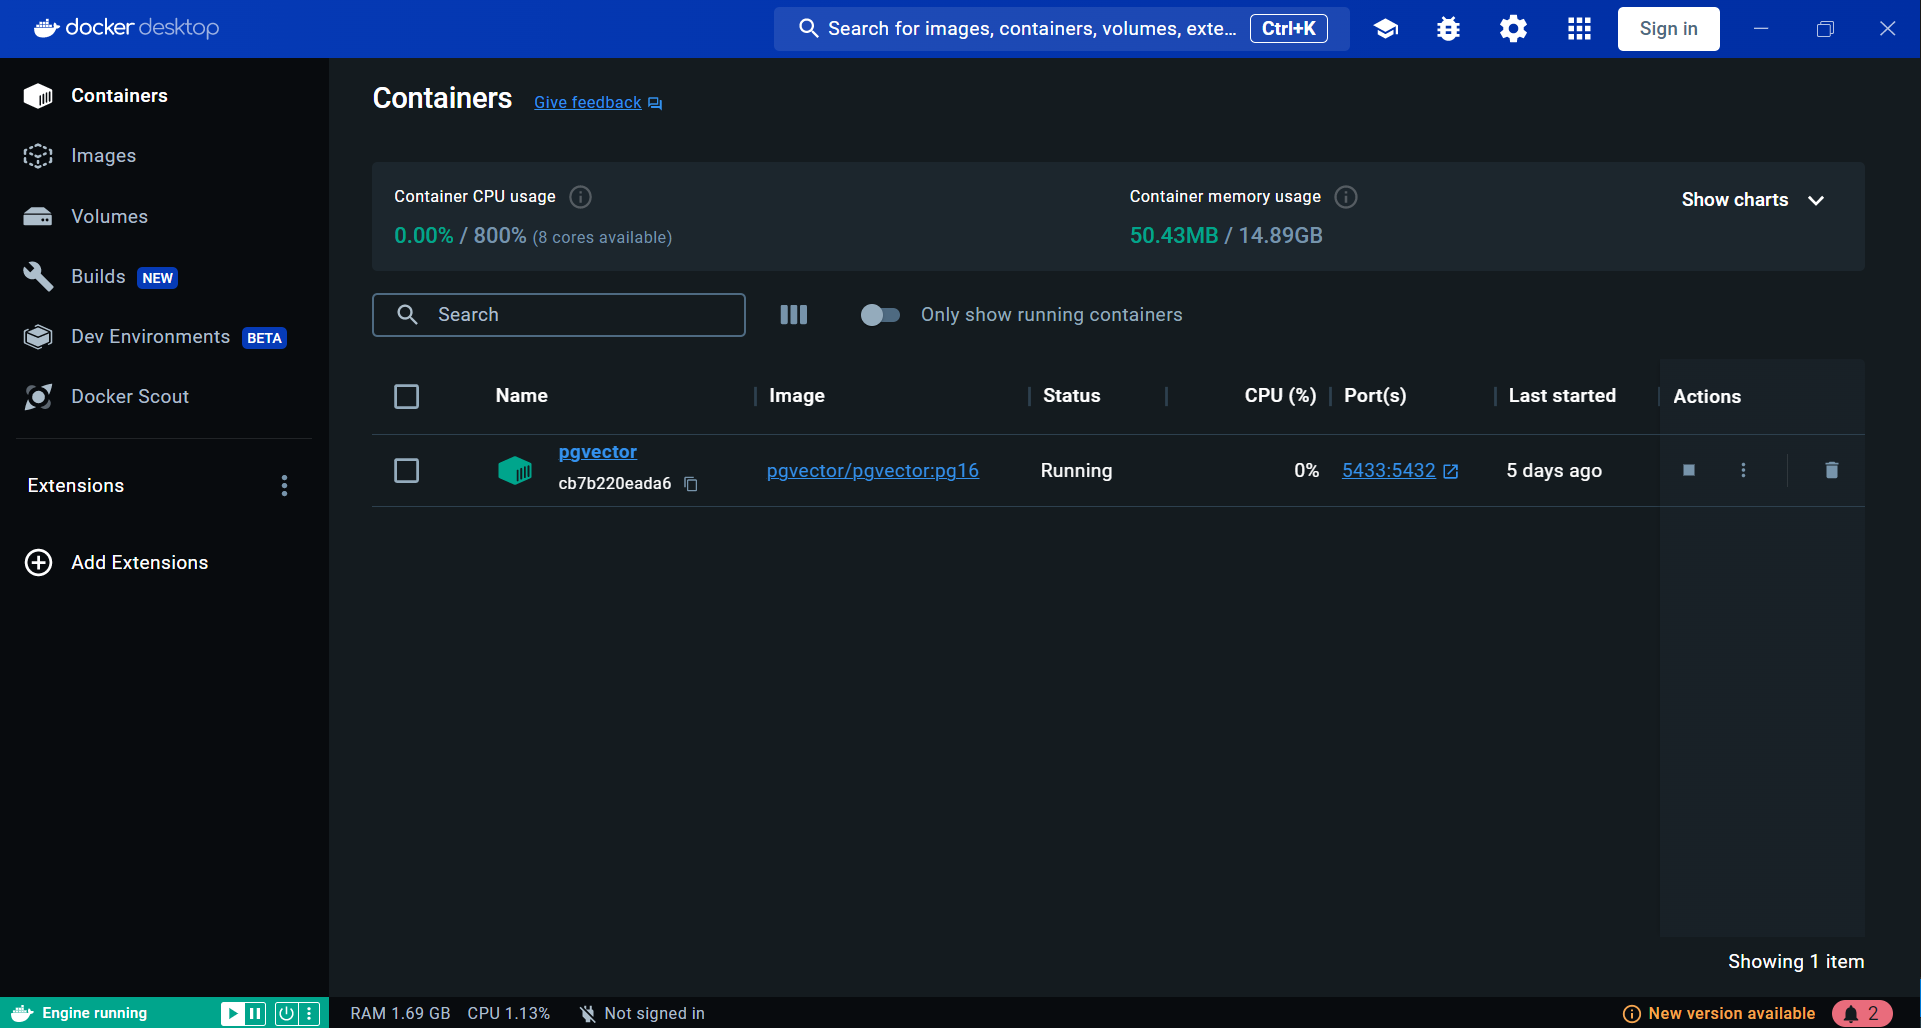 docker desktop
Search for images, containers, volumes, exte... Ctrl+K
Sign in
Containers
Images
Volumes
Builds NEW
Dev Environments BETA
Docker Scout
Extensions
Add Extensions
Containers Give feedback
Container CPU usage
0.00% / 800% (8 cores available)
Container memory usage
50.43MB / 14.89GB
Show charts
Search
Only show running containers
Name Image Status CPU (%) Port(s) Last started Actions
pgvector
cb7b220eada6
pgvector/pgvector:pg16 Running 0% 5433:5432 5 days ago
Showing 1 item
Engine running
RAM 1.69 GB CPU 1.13% Not signed in
New version available 2